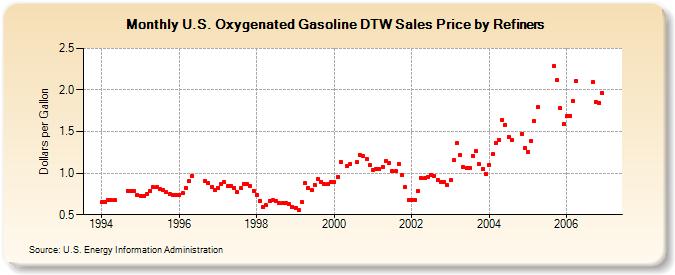 Monthly U.S. Oxygenated Gasoline DTW Sales Price by Refiners
Dollars per Gallon
2.5
2.0
1.5
1.0
0.5
1994 1996 1998 2000 2002 2004 2006
Source: U.S. Energy Information Administration